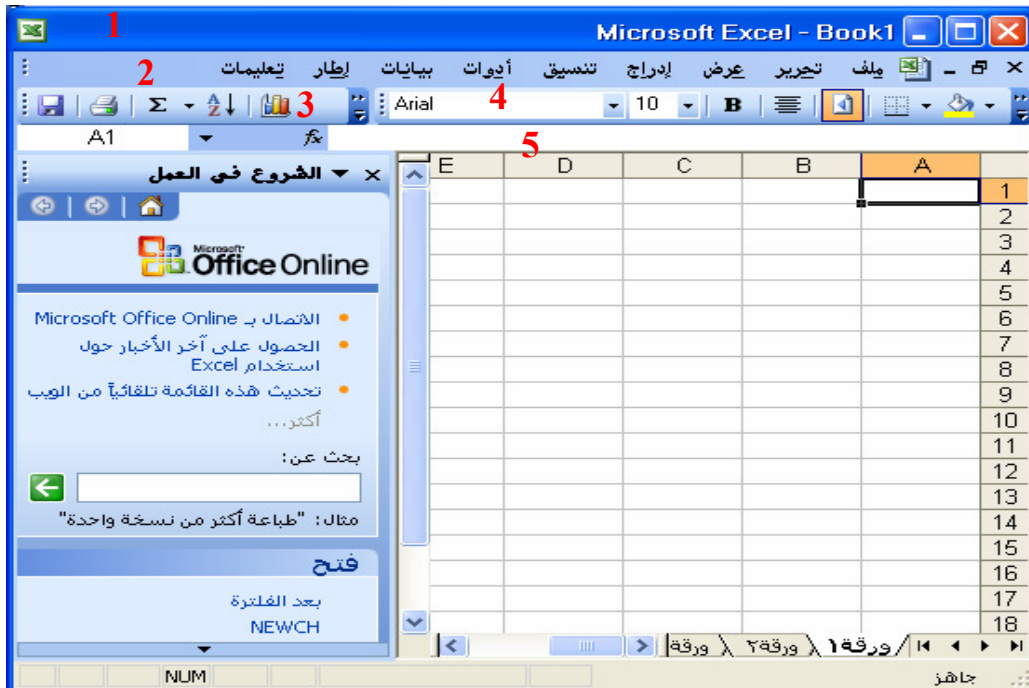 1
Microsoft Excel - Book1
2
ملف تحرير عرض إدراج تنسيق أدوات بيانات إطار تعليمات
3
Arial 10 B
4
A1 fx
5
A B C D E
الشروع في العمل
Microsoft Office Online
الاتصال بـ Microsoft Office Online
الحصول على آخر الأخبار حول
استخدام Excel
تحديث هذه القائمة تلقائياً من الويب
أكثر...
بحث عن:
مثال: "طباعة أكثر من نسخة واحدة"
فتح
بعد الفلترة
NEWCH
1
2
3
4
5
6
7
8
9
10
11
12
13
14
15
16
17
18
ورقة١ ورقة٢ ورقة
جاهز
NUM